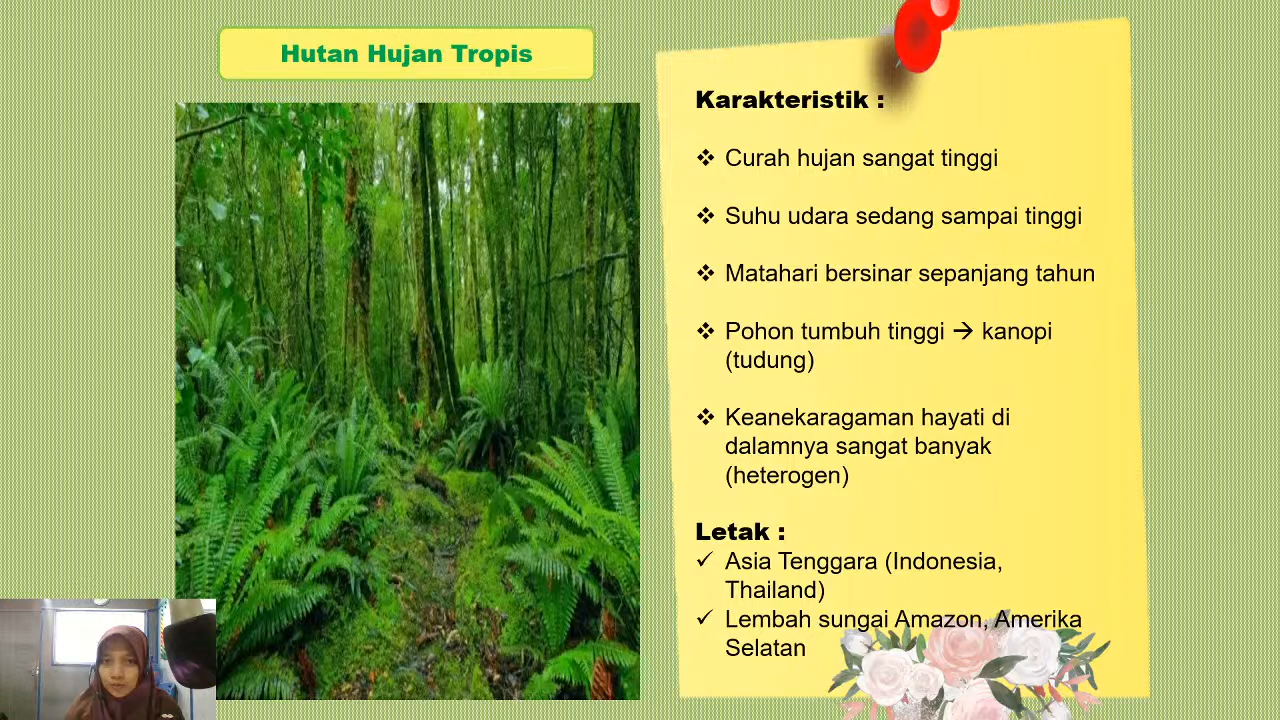 Hutan Hujan Tropis
Karakteristik :
❖ Curah hujan sangat tinggi
❖ Suhu udara sedang sampai tinggi
❖ Matahari bersinar sepanjang tahun
❖ Pohon tumbuh tinggi → kanopi
(tudung)
❖ Keanekaragaman hayati di
dalamnya sangat banyak
(heterogen)
Letak :
✓ Asia Tenggara (Indonesia,
Thailand)
✓ Lembah sungai Amazon, Amerika
Selatan